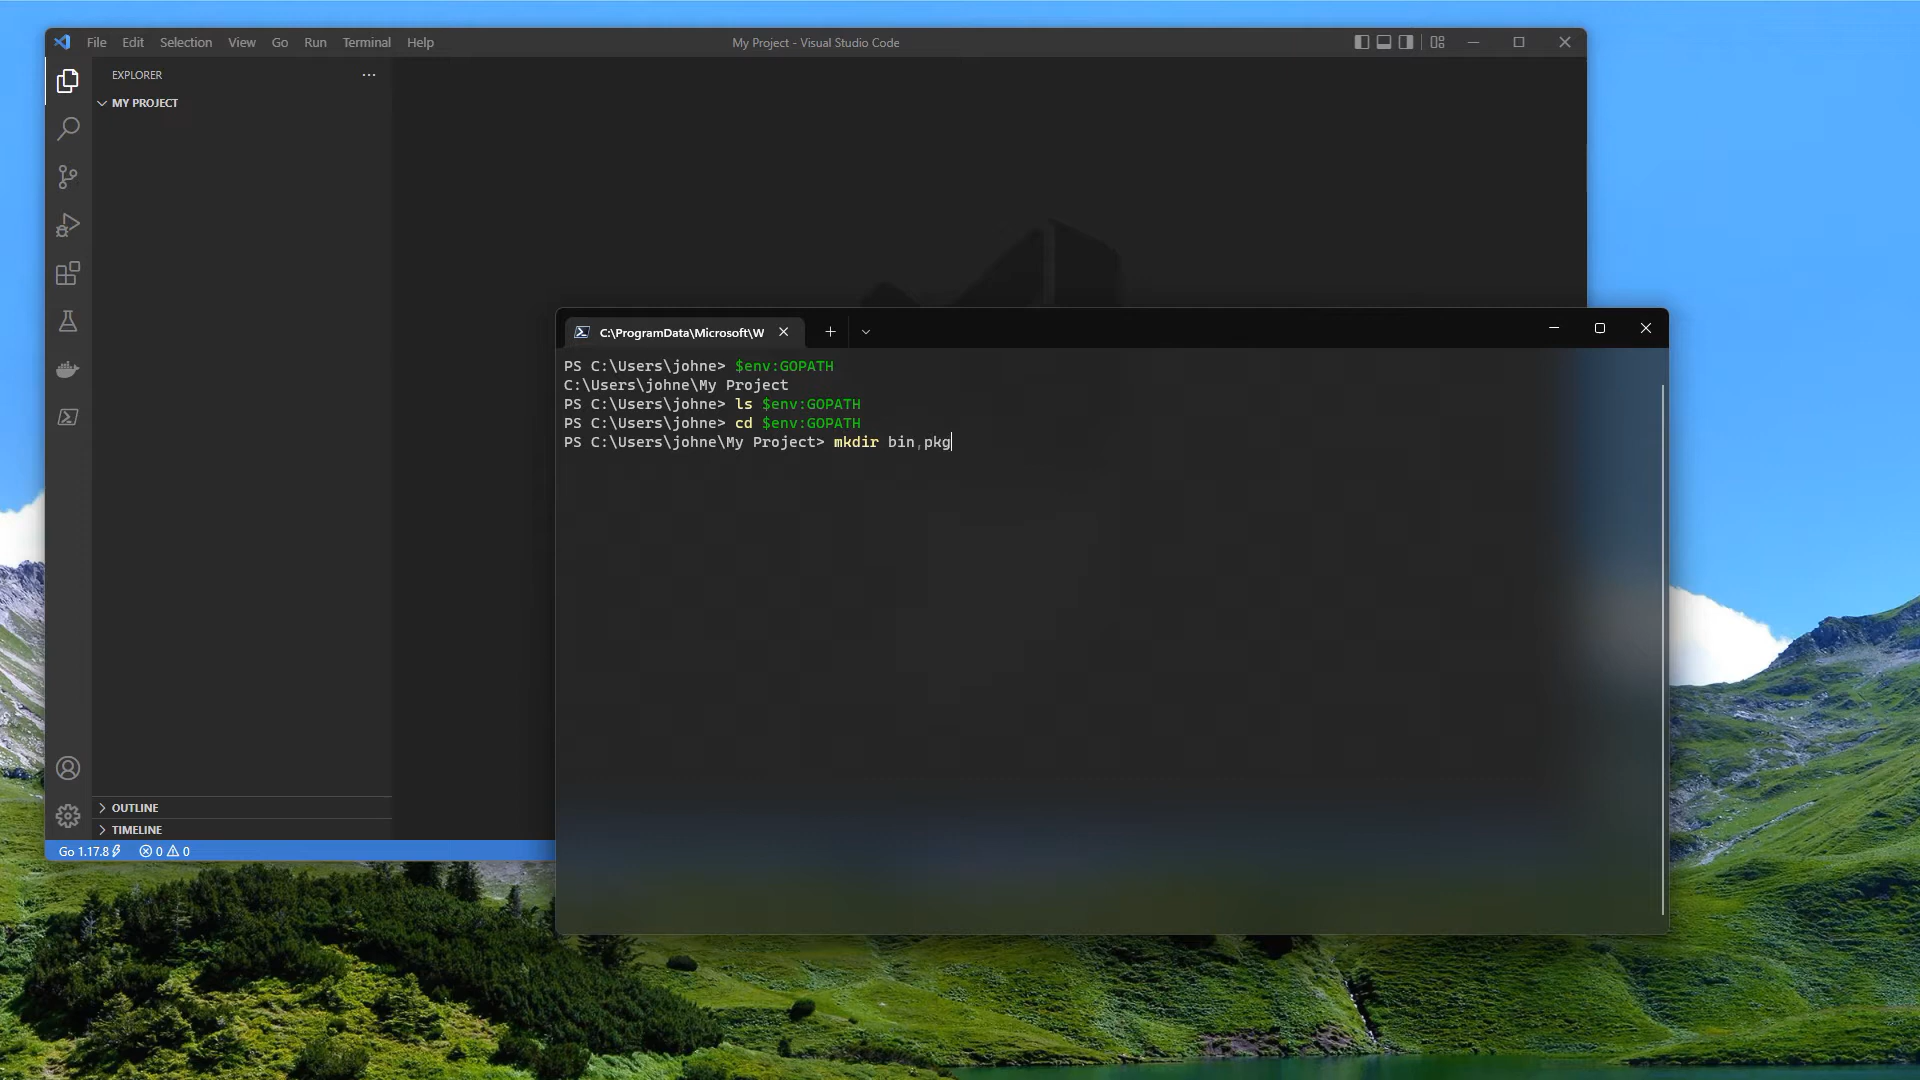 File Edit Selection View Go Run Terminal Help
My Project - Visual Studio Code
EXPLORER
MY PROJECT
OUTLINE
TIMELINE
Go 1.17.8
0 0
C:\ProgramData\Microsoft\W
PS C:\Users\johne> $env:GOPATH
C:\Users\johne\My Project
PS C:\Users\johne> ls $env:GOPATH
PS C:\Users\johne> cd $env:GOPATH
PS C:\Users\johne\My Project> mkdir bin,pkg